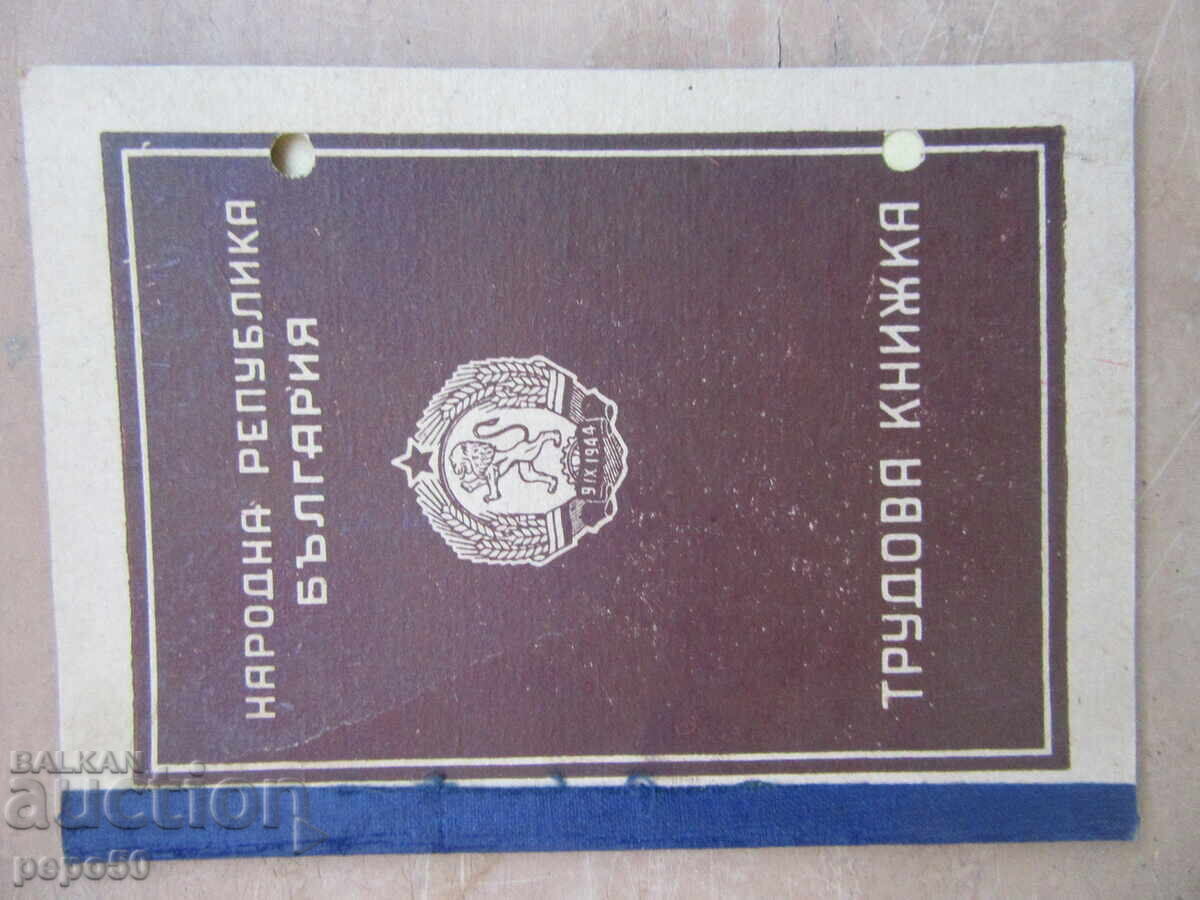 НАРОДНА РЕПУБЛИКА
БЪЛГАРИЯ
9 IX 1944
ТРУДОВА КНИЖКА
BALKAN
auction
pepo50